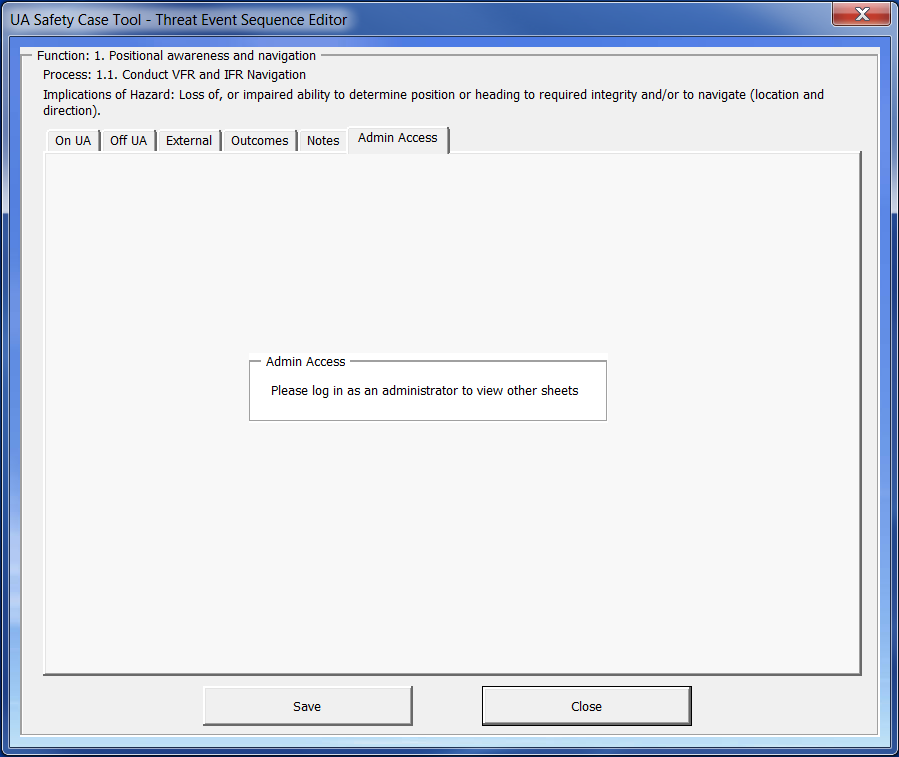 UA Safety Case Tool - Threat Event Sequence Editor
Function: 1. Positional awareness and navigation
Process: 1.1. Conduct VFR and IFR Navigation
Implications of Hazard: Loss of, or impaired ability to determine position or heading to required integrity and/or to navigate (location and
direction).
On UA Off UA External Outcomes Notes Admin Access
Admin Access
Please log in as an administrator to view other sheets
Save Close